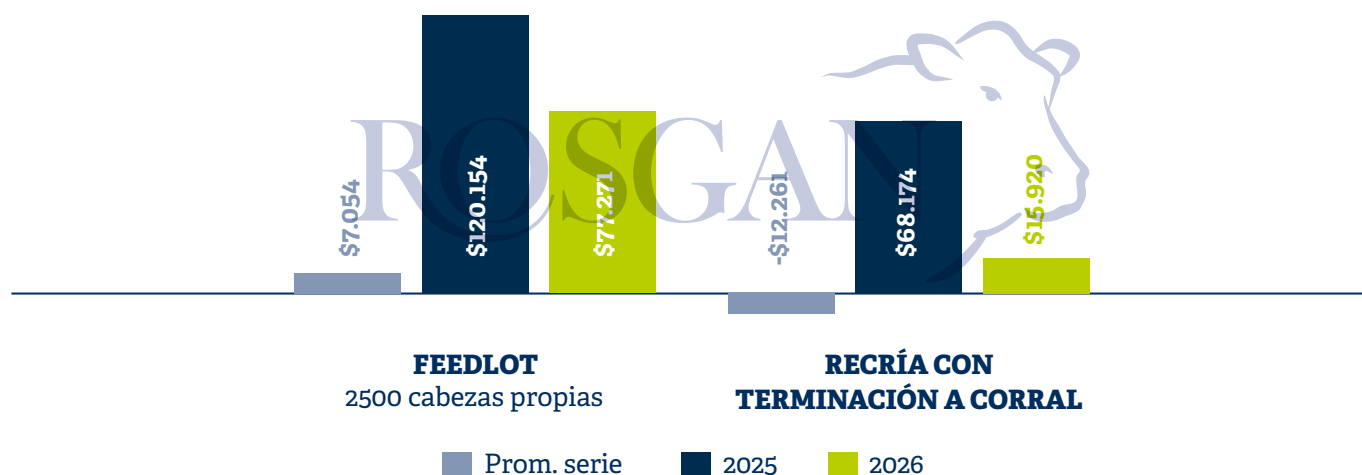 ROSGAN
$7.054
$120.154
$77.271
-$12.261
$68.174
$15.920
FEEDLOT
2500 cabezas propias
RECRÍA CON
TERMINACIÓN A CORRAL
Prom. serie
2025
2026